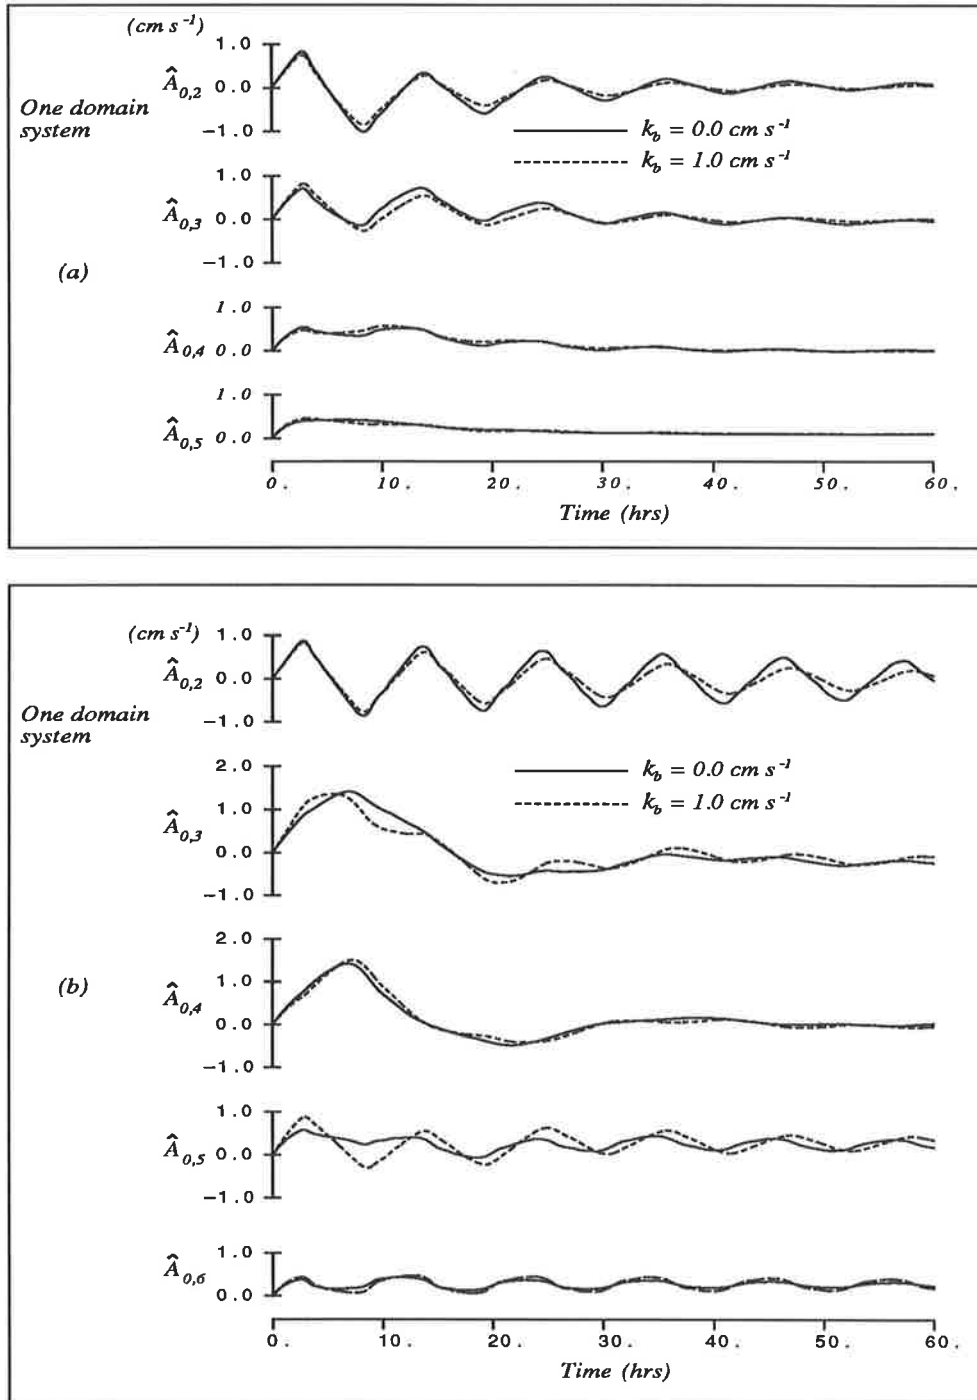 (cm s⁻¹)
1.0
Â0,2
0.0
One domain
system
-1.0
k_b = 0.0 cm s⁻¹
k_b = 1.0 cm s⁻¹
1.0
Â0,3
0.0
-1.0
(a)
1.0
Â0,4
0.0
1.0
Â0,5
0.0
0. 10. 20. 30. 40. 50. 60.
Time (hrs)
(cm s⁻¹)
1.0
Â0,2
0.0
One domain
system
-1.0
k_b = 0.0 cm s⁻¹
k_b = 1.0 cm s⁻¹
2.0
1.0
Â0,3
0.0
-1.0
2.0
(b)
1.0
Â0,4
0.0
-1.0
1.0
Â0,5
0.0
-1.0
1.0
Â0,6
0.0
0. 10. 20. 30. 40. 50. 60.
Time (hrs)